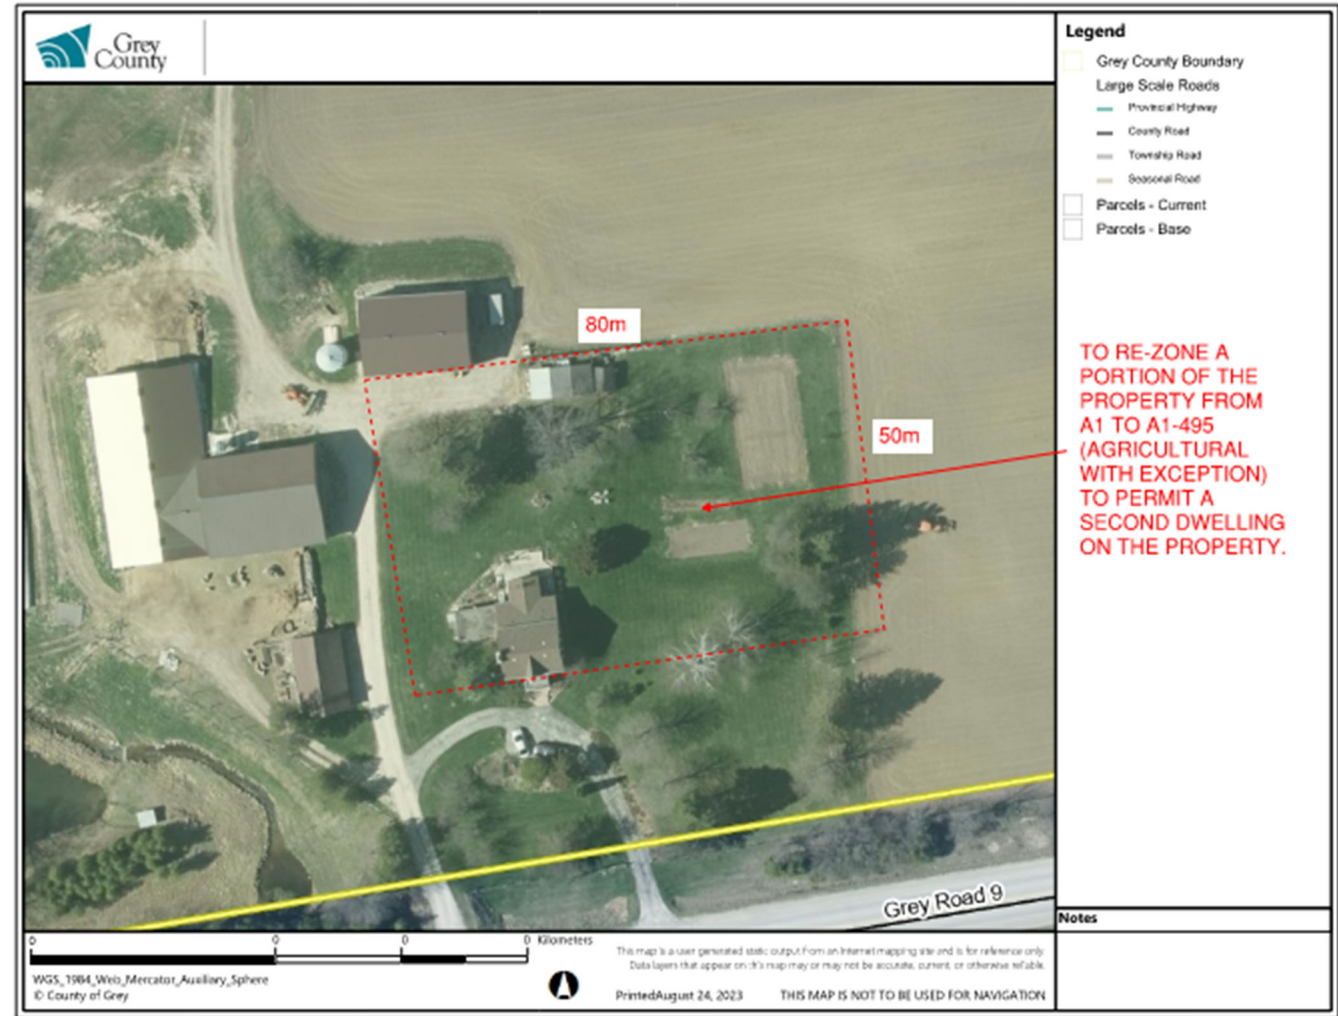 Grey
County
Legend
Grey County Boundary
Large Scale Roads
Provincial Highway
County Road
Township Road
Seasonal Road
Parcels - Current
Parcels - Base
80m
50m
TO RE-ZONE A
PORTION OF THE
PROPERTY FROM
A1 TO A1-495
(AGRICULTURAL
WITH EXCEPTION)
TO PERMIT A
SECOND DWELLING
ON THE PROPERTY.
Grey Road 9
Notes
0 0 0 0 Kilometers
WGS_1984_Web_Mercator_Auxiliary_Sphere
© County of Grey
This map is a user generated static output from an Internet mapping site and is for reference only.
Data layers that appear on this map may or may not be accurate, current, or otherwise reliable.
PrintedAugust 24, 2023
THIS MAP IS NOT TO BE USED FOR NAVIGATION